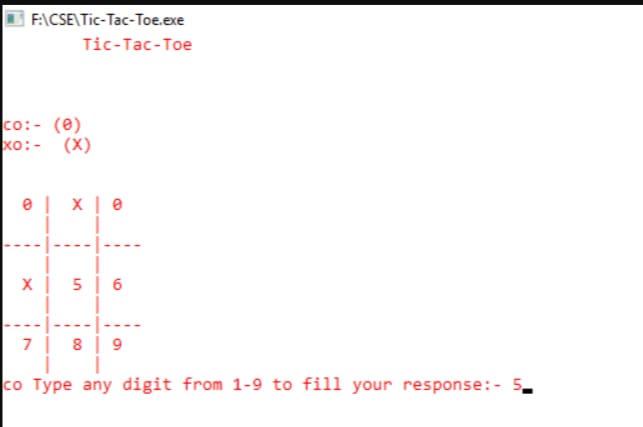 F:\CSE\Tic-Tac-Toe.exe
Tic-Tac-Toe
co:- (0)
xo:-  (X)
0 |  X | 0
|    |
----|----|----
|    |
X |  5 | 6
|    |
----|----|----
7 |  8 | 9
|    |
co Type any digit from 1-9 to fill your response:- 5_